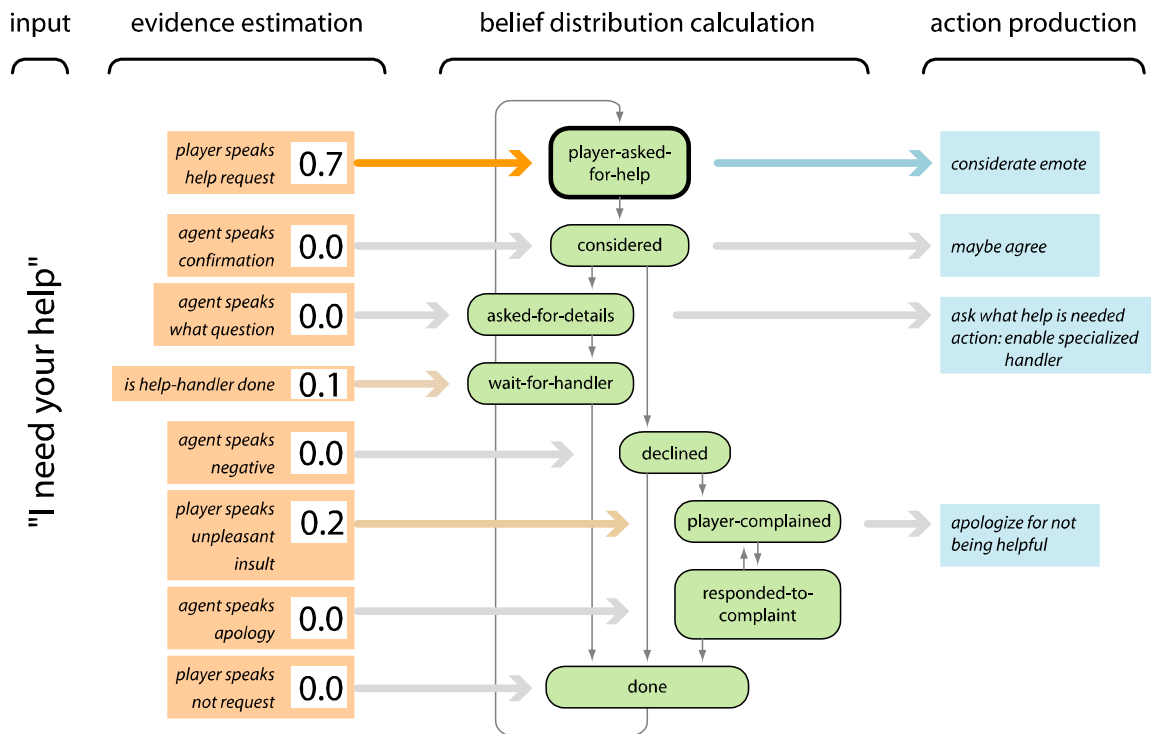 input
evidence estimation
belief distribution calculation
action production
"I need your help"
player speaks
help request
0.7
player-asked-
for-help
considerate emote
agent speaks
confirmation
0.0
considered
maybe agree
agent speaks
what question
0.0
asked-for-details
ask what help is needed
action: enable specialized
handler
is help-handler done
0.1
wait-for-handler
agent speaks
negative
0.0
declined
player speaks
unpleasant
insult
0.2
player-complained
apologize for not
being helpful
agent speaks
apology
0.0
responded-to-
complaint
player speaks
not request
0.0
done